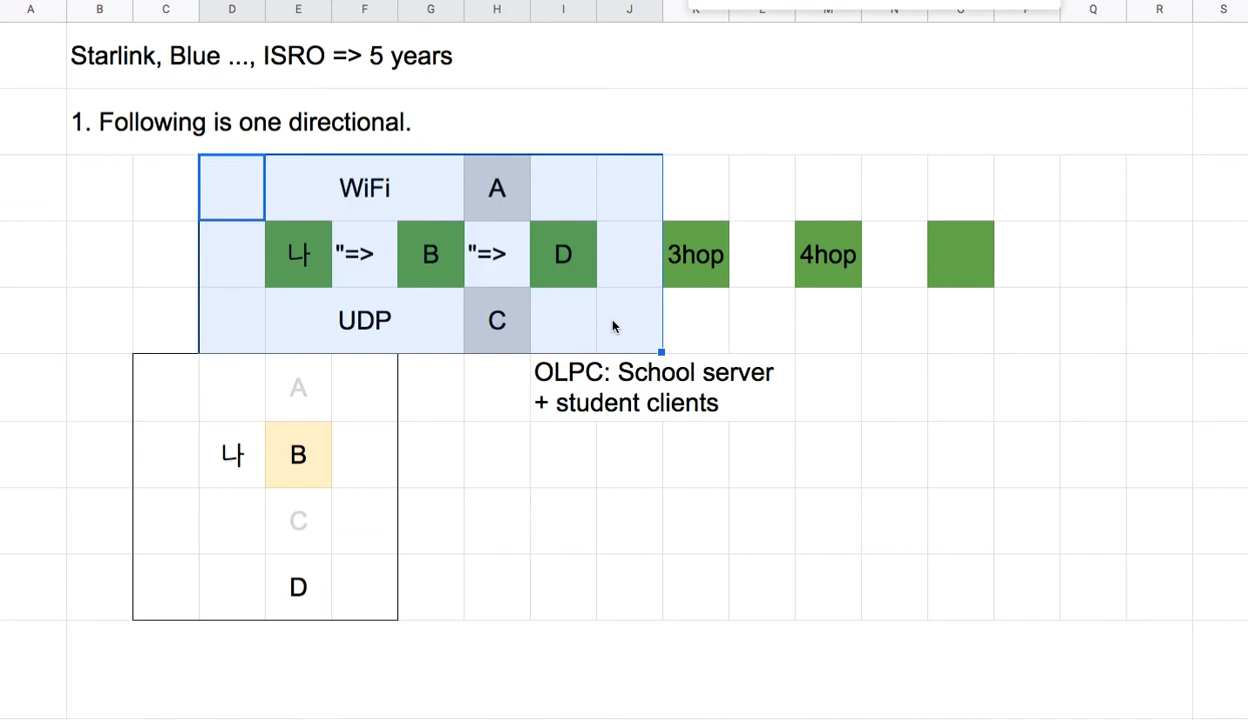 A B C D E F G H I J K L M N O P Q R S
Starlink, Blue ..., ISRO => 5 years
1. Following is one directional.
WiFi A
나 "=> B "=> D 3hop 4hop
UDP C
OLPC: School server
+ student clients
A
나 B
C
D